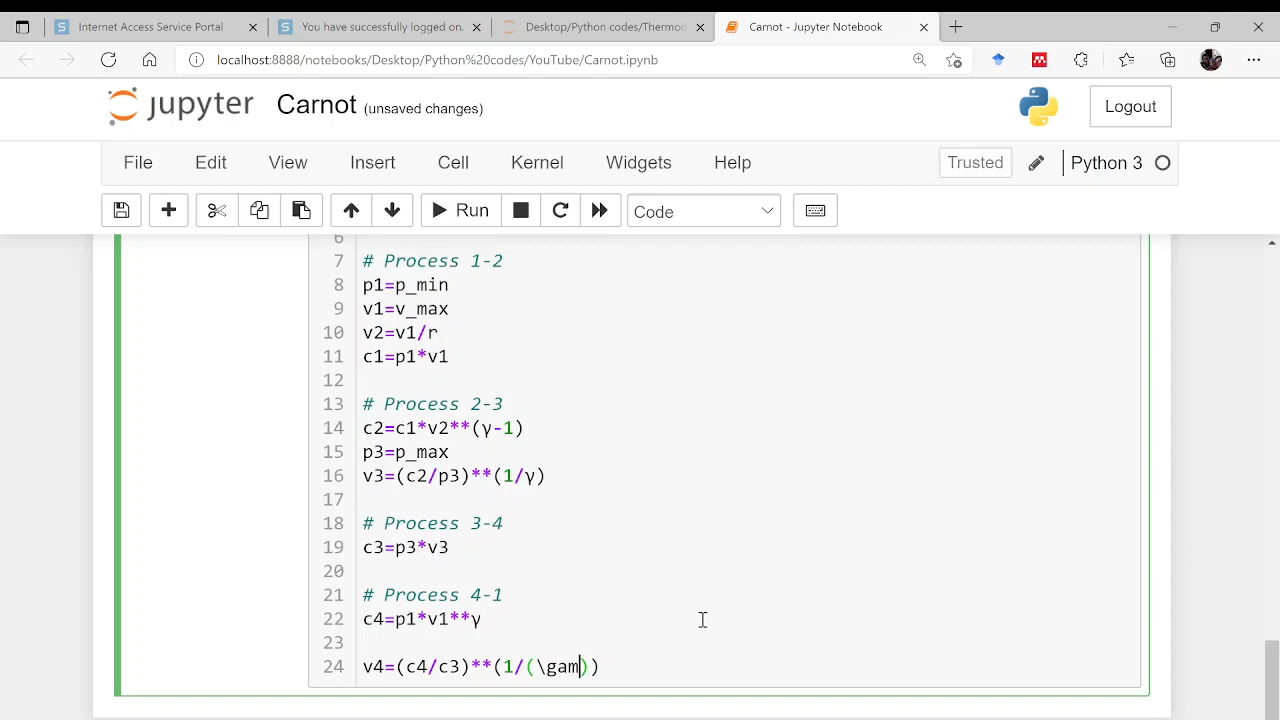 Internet Access Service Portal
You have successfully logged on.
Desktop/Python codes/Thermod
Carnot - Jupyter Notebook
localhost:8888/notebooks/Desktop/Python%20codes/YouTube/Carnot.ipynb
jupyter Carnot (unsaved changes)
Logout
File Edit View Insert Cell Kernel Widgets Help
Trusted Python 3
Run Code
6
7 # Process 1-2
8 p1=p_min
9 v1=v_max
10 v2=v1/r
11 c1=p1*v1
12
13 # Process 2-3
14 c2=c1*v2**(γ-1)
15 p3=p_max
16 v3=(c2/p3)**(1/γ)
17
18 # Process 3-4
19 c3=p3*v3
20
21 # Process 4-1
22 c4=p1*v1**γ
23
24 v4=(c4/c3)**(1/(\gam))